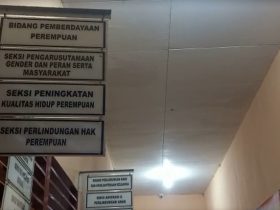 BIDANG PEMBERDAYAAN
PEREMPUAN
SEKSI PENGARUSUTAMAAN
GENDER DAN PERAN SERTA
MASYARAKAT
SEKSI PENINGKATAN
KUALITAS HIDUP PEREMPUAN
SEKSI PERLINDUNGAN HAK
PEREMPUAN